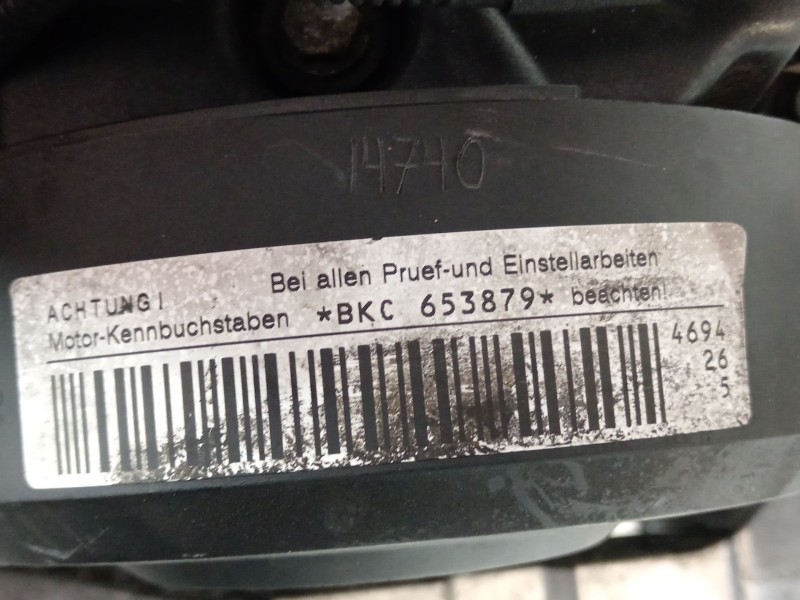 14740
ACHTUNG! Bei allen Pruef-und Einstellarbeiten
Motor-Kennbuchstaben *BKC 653879* beachten!
4694
26
5